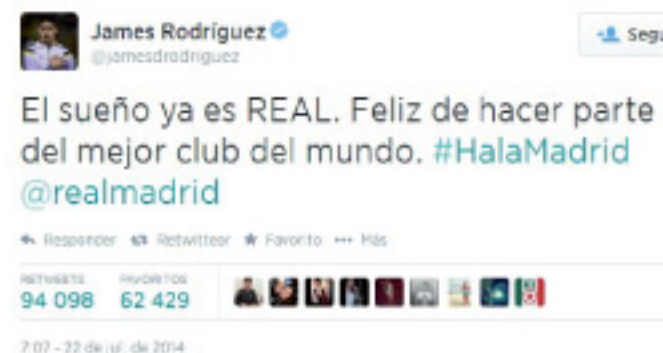 James Rodríguez
@jamesdrodriguez
Segu
El sueño ya es REAL. Feliz de hacer parte
del mejor club del mundo. #HalaMadrid
@realmadrid
Responder Retwittear Favorito Más
RETWEETS FAVORITOS
94 098 62 429
7:07 - 22 de jul. de 2014